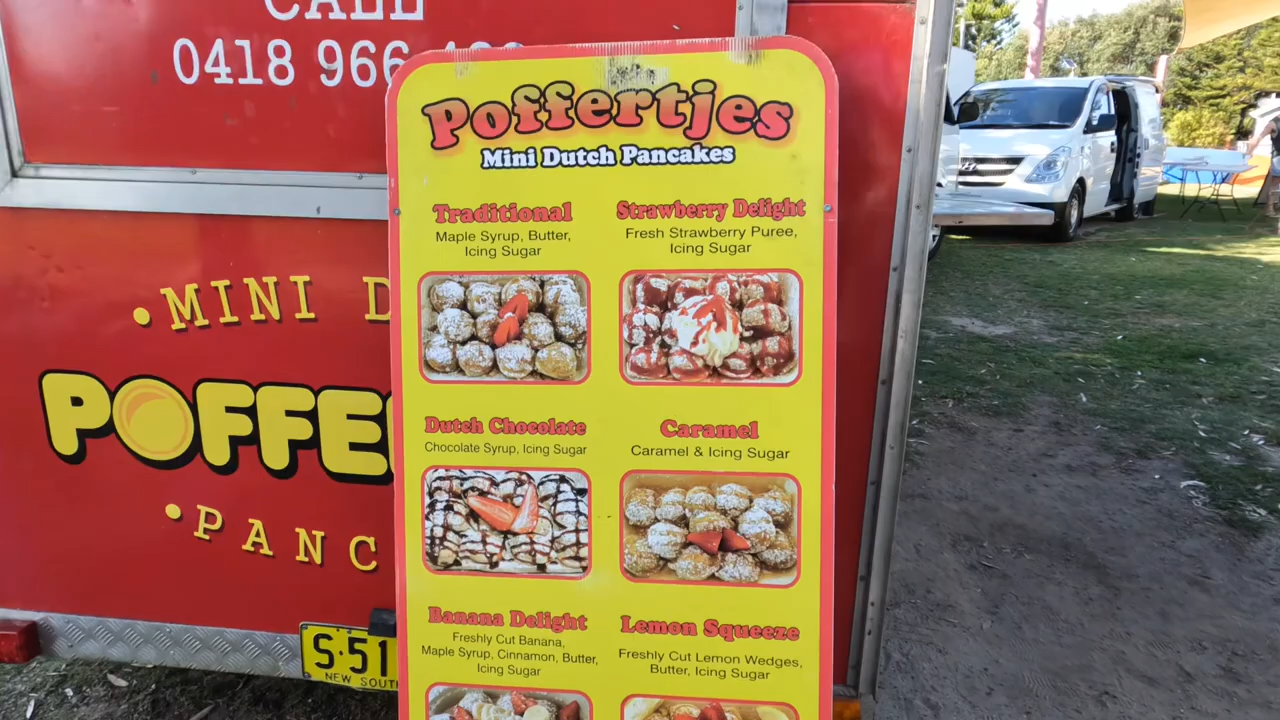 CALL
0418 966
•MINI D
POFFE
•PANC
S·51
NEW SOUT
Poffertjes
Mini Dutch Pancakes
Traditional
Maple Syrup, Butter,
Icing Sugar
Strawberry Delight
Fresh Strawberry Puree,
Icing Sugar
Dutch Chocolate
Chocolate Syrup, Icing Sugar
Caramel
Caramel & Icing Sugar
Banana Delight
Freshly Cut Banana,
Maple Syrup, Cinnamon, Butter,
Icing Sugar
Lemon Squeeze
Freshly Cut Lemon Wedges,
Butter, Icing Sugar